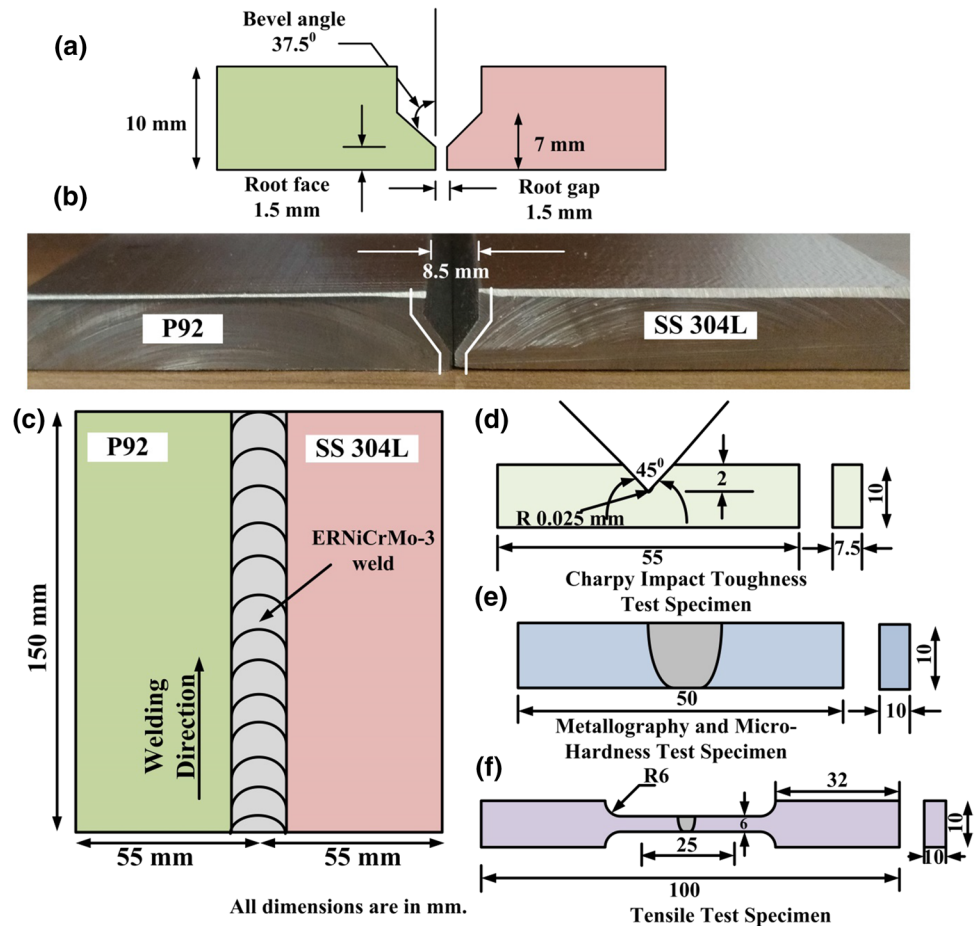 (a)
Bevel angle
37.5⁰
10 mm
7 mm
Root face
1.5 mm
Root gap
1.5 mm
(b)
8.5 mm
P92
SS 304L
(c)
P92
SS 304L
ERNiCrMo-3
weld
150 mm
Welding
Direction
55 mm
55 mm
All dimensions are in mm.
(d)
45⁰
2
R 0.025 mm
10
55
7.5
Charpy Impact Toughness
Test Specimen
(e)
10
50
10
Metallography and Micro-
Hardness Test Specimen
(f)
R6
32
6
25
10
10
100
Tensile Test Specimen